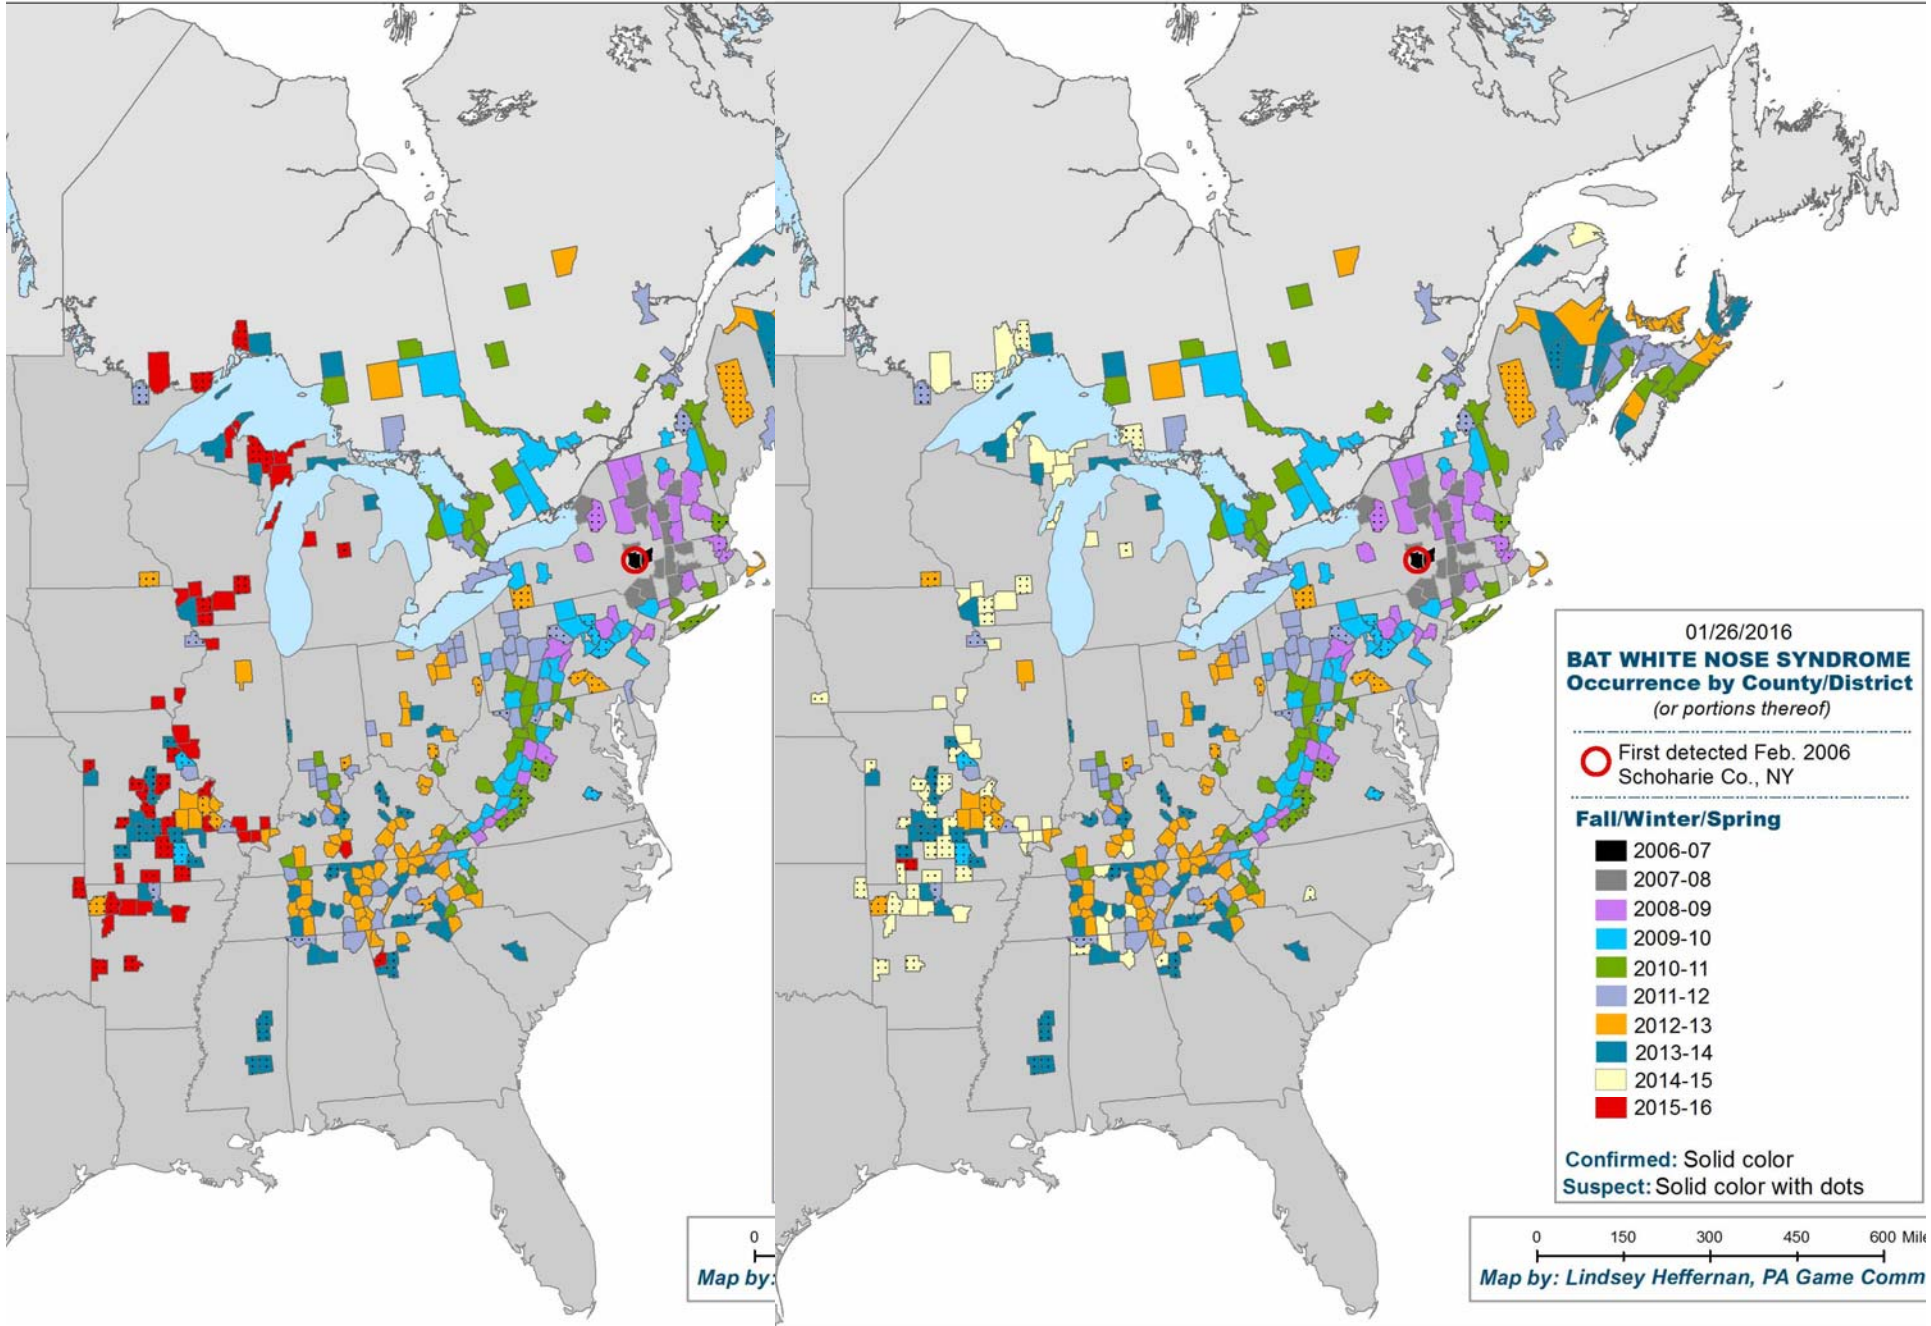 01/26/2016
BAT WHITE NOSE SYNDROME
Occurrence by County/District
(or portions thereof)
First detected Feb. 2006
Schoharie Co., NY
Fall/Winter/Spring
2006-07
2007-08
2008-09
2009-10
2010-11
2011-12
2012-13
2013-14
2014-15
2015-16
Confirmed: Solid color
Suspect: Solid color with dots
0
Map by:
0 150 300 450 600 Mile
Map by: Lindsey Heffernan, PA Game Comm